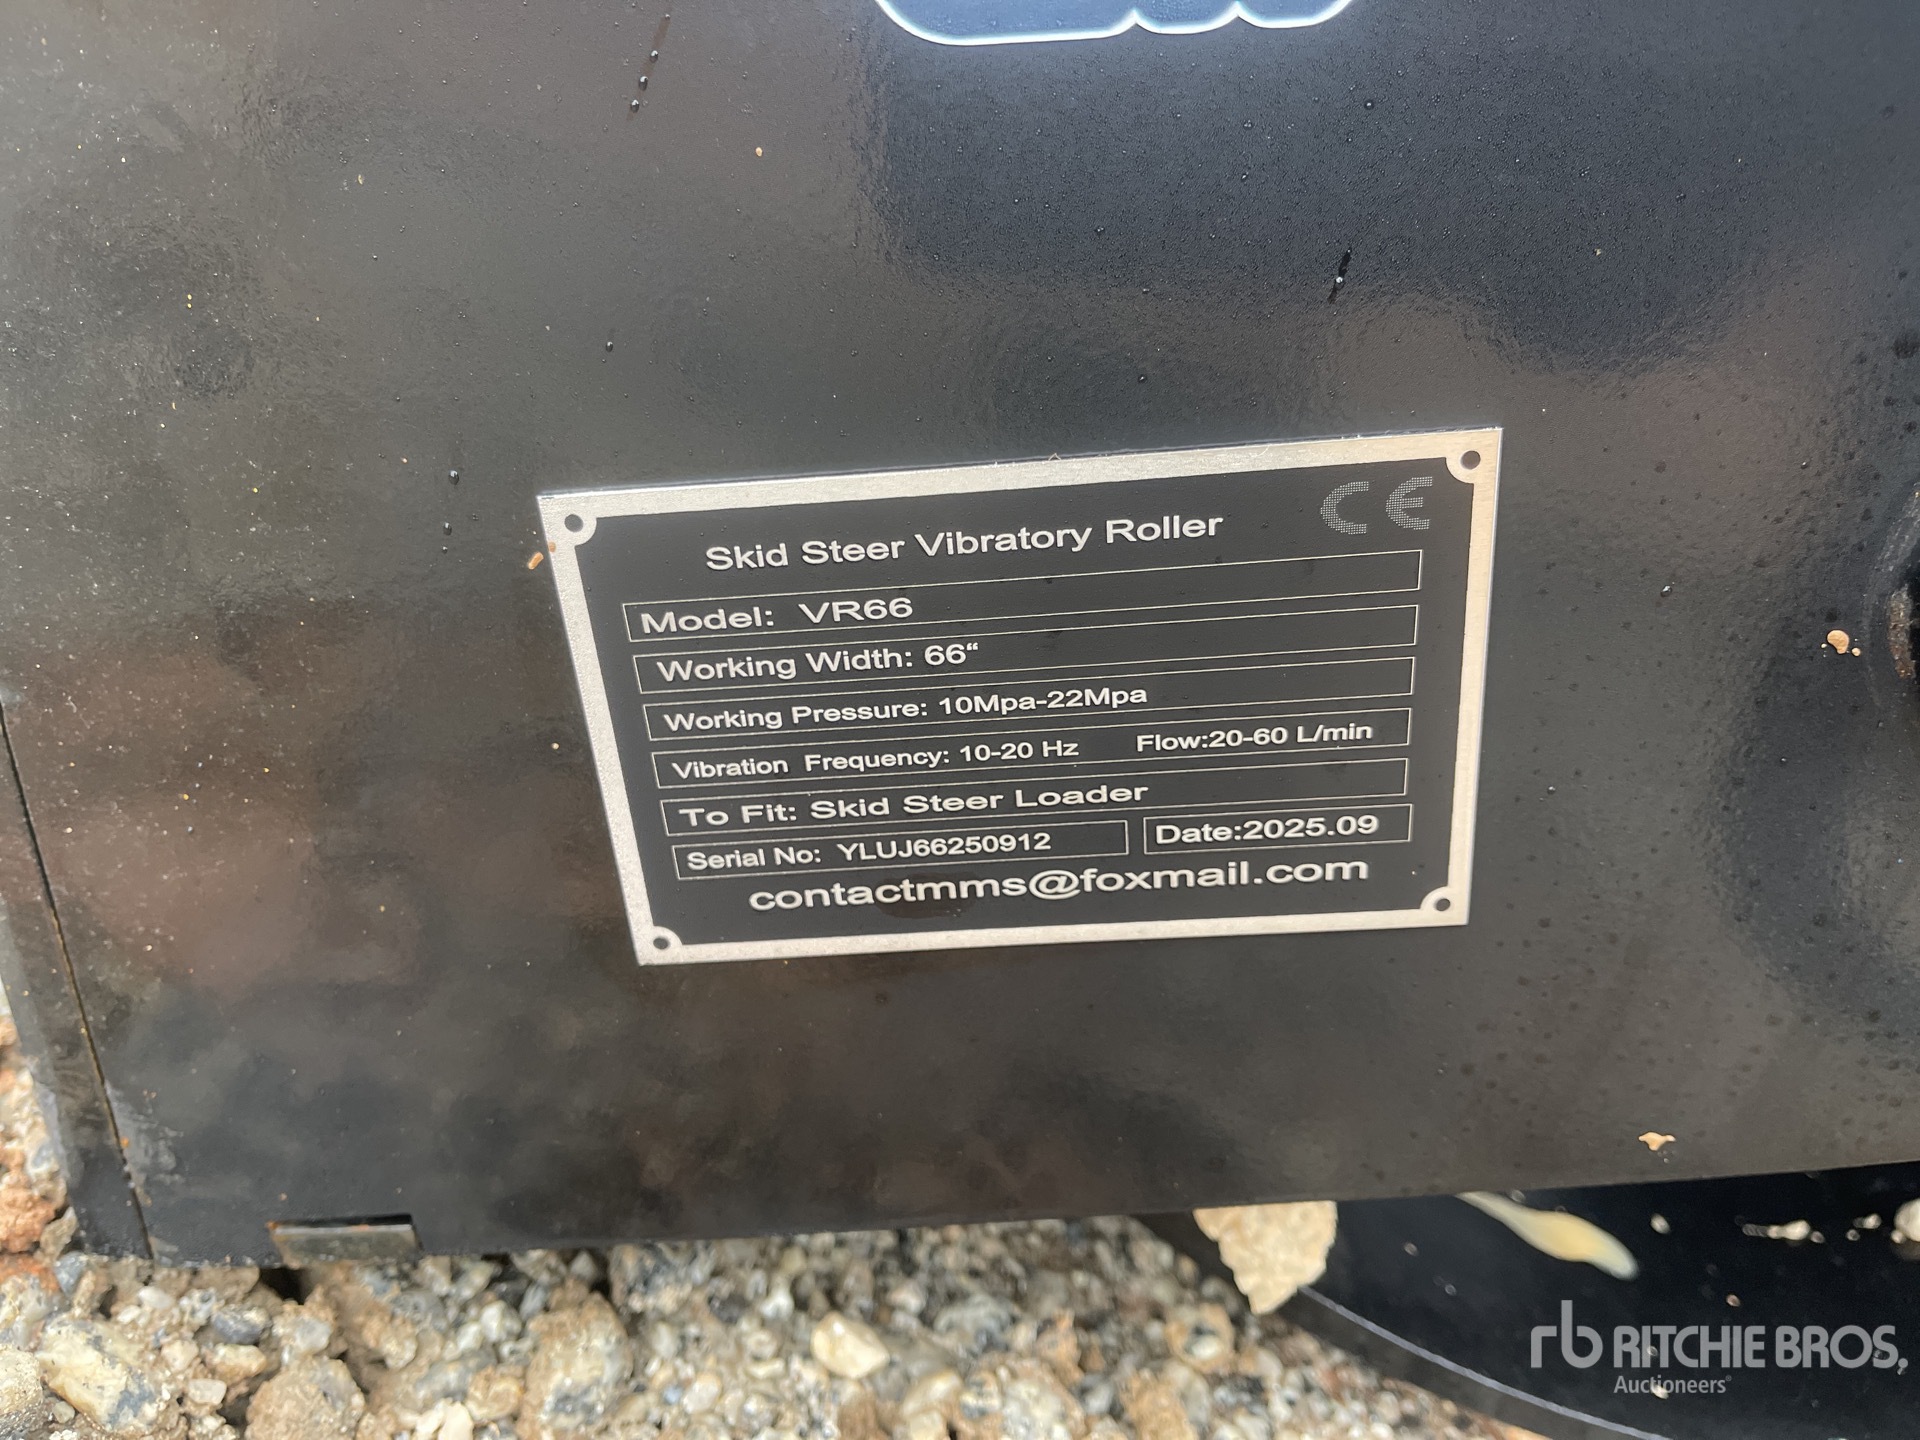 CE
Skid Steer Vibratory Roller
Model: VR66
Working Width: 66“
Working Pressure: 10Mpa-22Mpa
Vibration Frequency: 10-20 Hz Flow:20-60 L/min
To Fit: Skid Steer Loader
Serial No: YLUJ66250912 Date:2025.09
contactmms@foxmail.com
rb RITCHIE BROS.
Auctioneers